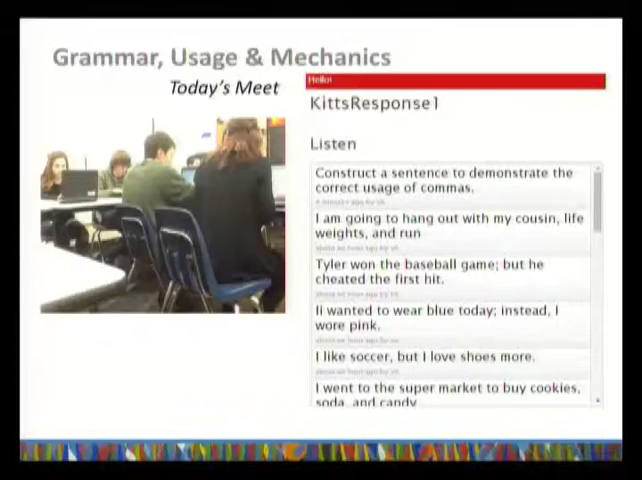 Grammar, Usage & Mechanics
Today's Meet
Hello!
KittsResponse1
Listen
Construct a sentence to demonstrate the
correct usage of commas.
I am going to hang out with my cousin, life
weights, and run
Tyler won the baseball game; but he
cheated the first hit.
Ii wanted to wear blue today; instead, I
wore pink.
I like soccer, but I love shoes more.
I went to the super market to buy cookies,
soda, and candy